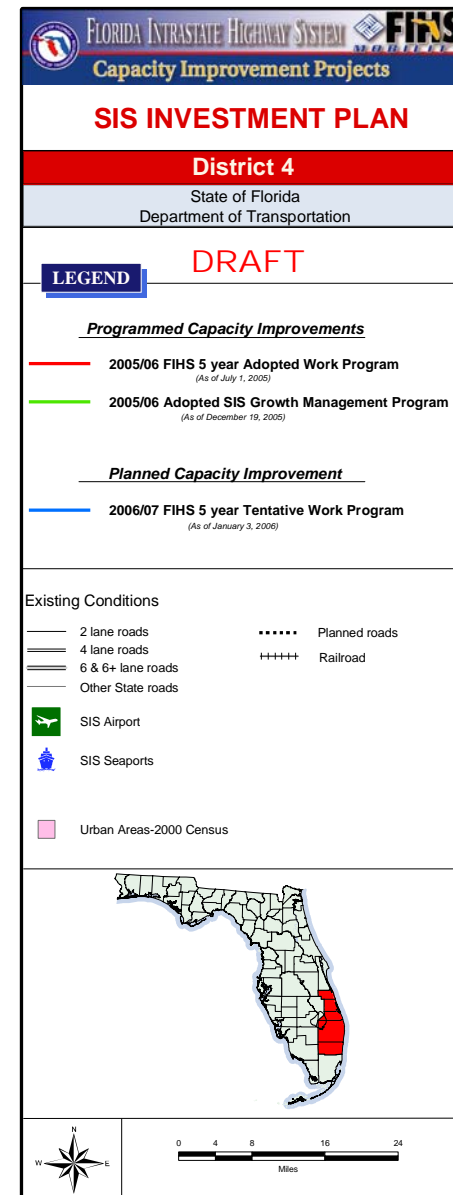 FLORIDA INTRASTATE HIGHWAY SYSTEM
FIHS
MOBILITY
Capacity Improvement Projects
SIS INVESTMENT PLAN
District 4
State of Florida
Department of Transportation
DRAFT
LEGEND
Programmed Capacity Improvements
2005/06 FIHS 5 year Adopted Work Program
(As of July 1, 2005)
2005/06 Adopted SIS Growth Management Program
(As of December 19, 2005)
Planned Capacity Improvement
2006/07 FIHS 5 year Tentative Work Program
(As of January 3, 2006)
Existing Conditions
2 lane roads
4 lane roads
6 & 6+ lane roads
Other State roads
Planned roads
Railroad
SIS Airport
SIS Seaports
Urban Areas-2000 Census
N
W E
0 4 8 16 24
Miles